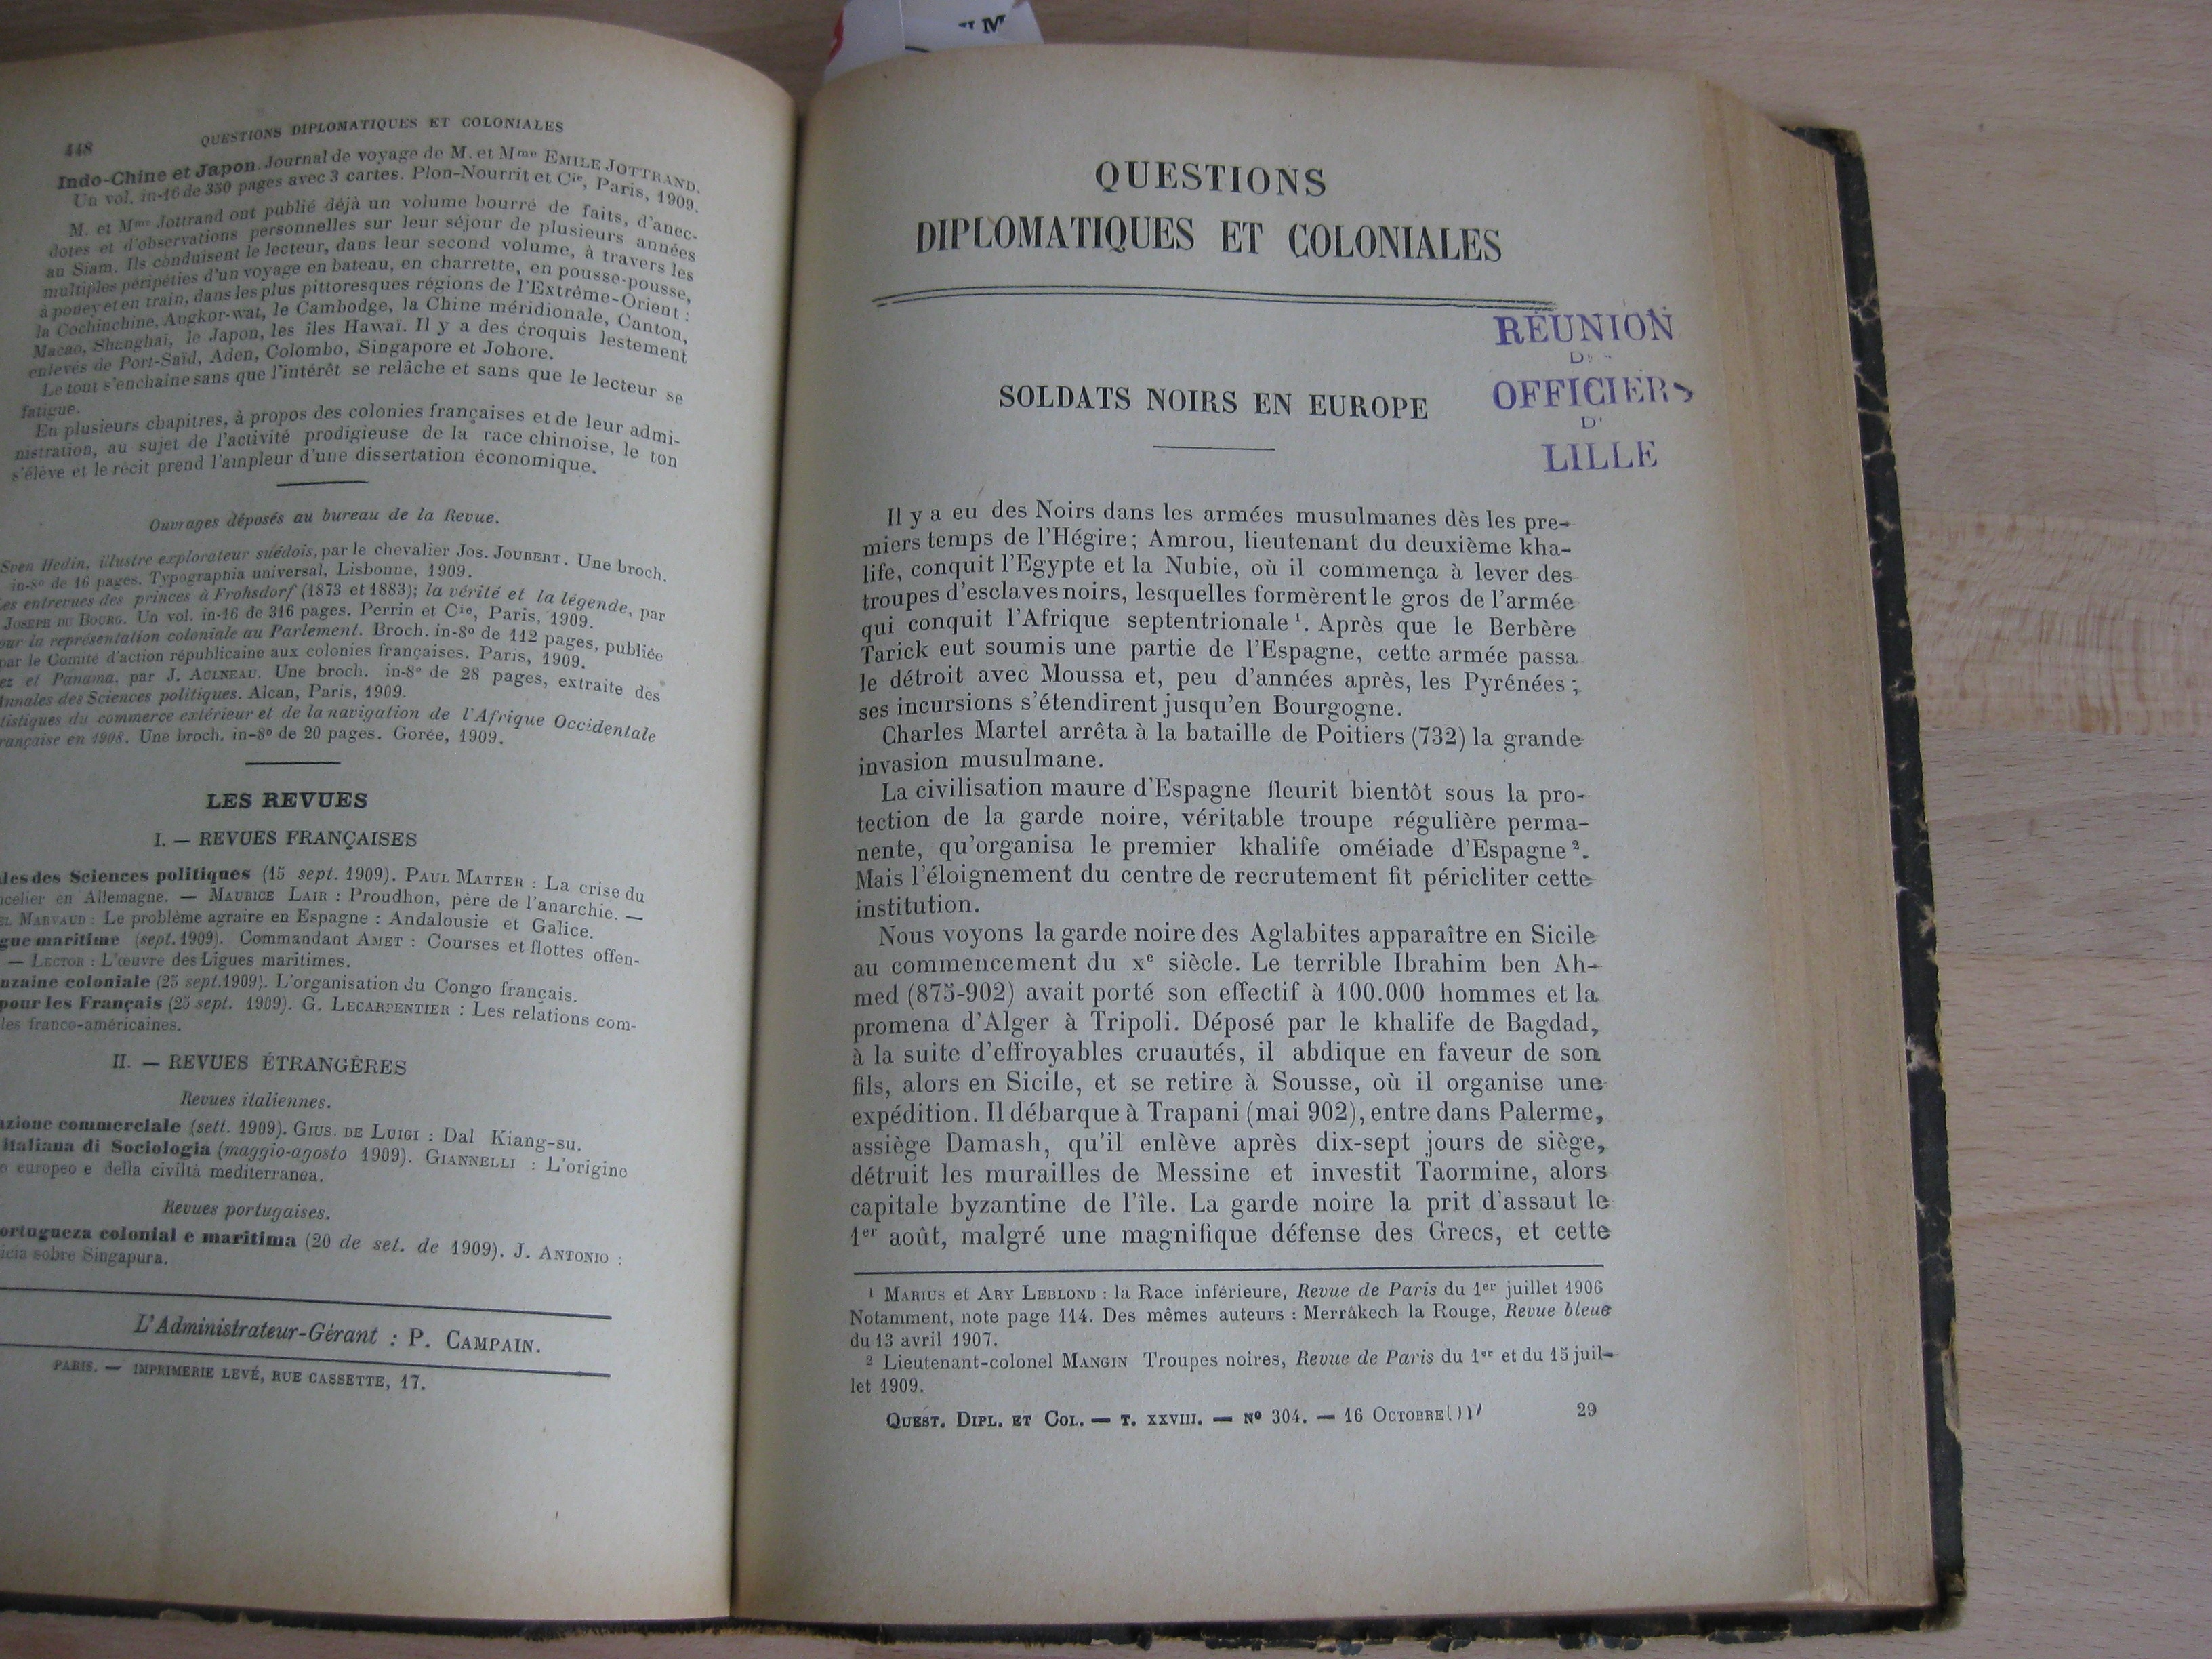 448 QUESTIONS DIPLOMATIQUES ET COLONIALES
Indo-Chine et Japon. Journal de voyage de M. et Mme EMILE JOTTRAND.
Un vol. in-16 de 350 pages avec 3 cartes. Plon-Nourrit et Cie, Paris, 1909.
M. et Mme Jottrand ont publié déjà un volume bourré de faits, d'anec-
dotes et d'observations personnelles sur leur séjour de plusieurs années
au Siam. Ils conduisent le lecteur, dans leur second volume, à travers les
multiples péripéties d'un voyage en bateau, en charrette, en pousse-pousse,
à poney et en train, dans les plus pittoresques régions de l'Extrême-Orient :
la Cochinchine, Angkor-wat, le Cambodge, la Chine méridionale, Canton,
Macao, Shanghaï, le Japon, les îles Hawaï. Il y a des croquis lestement
enlevés de Port-Saïd, Aden, Colombo, Singapore et Johore.
Le tout s'enchaîne sans que l'intérêt se relâche et sans que le lecteur se
fatigue.
En plusieurs chapitres, à propos des colonies françaises et de leur admi-
nistration, au sujet de l'activité prodigieuse de la race chinoise, le ton
s'élève et le récit prend l'ampleur d'une dissertation économique.
Ouvrages déposés au bureau de la Revue.
Sven Hedin, illustre explorateur suédois, par le chevalier Jos. JOUBERT. Une broch.
in-8º de 16 pages. Typographia universal, Lisbonne, 1909.
es entrevues des princes à Frohsdorf (1873 et 1883); la vérité et la légende, par
JOSEPH DU BOURG. Un vol. in-16 de 316 pages. Perrin et Cie, Paris, 1909.
our la représentation coloniale au Parlement. Broch. in-8º de 112 pages, publiée
par le Comité d'action républicaine aux colonies françaises. Paris, 1909.
ez et Panama, par J. AULNEAU. Une broch. in-8º de 28 pages, extraite des
Annales des Sciences politiques. Alcan, Paris, 1909.
tistiques du commerce extérieur et de la navigation de l'Afrique Occidentale
rançaise en 1908. Une broch. in-8º de 20 pages. Gorée, 1909.
LES REVUES
I. — REVUES FRANÇAISES
les des Sciences politiques (15 sept. 1909). PAUL MATTER : La crise du
ncelier en Allemagne. — MAURICE LAIR : Proudhon, père de l'anarchie. —
EL MARVAUD : Le problème agraire en Espagne : Andalousie et Galice.
gue maritime (sept. 1909). Commandant AMET : Courses et flottes offen-
— LECTOR : L'œuvre des Ligues maritimes.
nzaine coloniale (25 sept. 1909). L'organisation du Congo français.
pour les Français (25 sept. 1909). G. LECARPENTIER : Les relations com-
les franco-américaines.
II. — REVUES ÉTRANGÈRES
Revues italiennes.
azione commerciale (sett. 1909). GIUS. DE LUIGI : Dal Kiang-su.
italiana di Sociologia (maggio-agosto 1909). GIANNELLI : L'origine
o europeo e della civiltà mediterranea.
Revues portugaises.
ortugueza colonial e maritima (20 de set. de 1909). J. ANTONIO :
icia sobre Singapura.
L'Administrateur-Gérant : P. CAMPAIN.
PARIS. — IMPRIMERIE LEVÉ, RUE CASSETTE, 17.
QUESTIONS
DIPLOMATIQUES ET COLONIALES
RÉUNION
OFFICIERS
D'
LILLE
SOLDATS NOIRS EN EUROPE
Il y a eu des Noirs dans les armées musulmanes dès les pre-
miers temps de l'Hégire; Amrou, lieutenant du deuxième kha-
life, conquit l'Egypte et la Nubie, où il commença à lever des
troupes d'esclaves noirs, lesquelles formèrent le gros de l'armée
qui conquit l'Afrique septentrionale 1. Après que le Berbère
Tarick eut soumis une partie de l'Espagne, cette armée passa
le détroit avec Moussa et, peu d'années après, les Pyrénées ;
ses incursions s'étendirent jusqu'en Bourgogne.
Charles Martel arrêta à la bataille de Poitiers (732) la grande
invasion musulmane.
La civilisation maure d'Espagne fleurit bientôt sous la pro-
tection de la garde noire, véritable troupe régulière perma-
nente, qu'organisa le premier khalife oméiade d'Espagne 2.
Mais l'éloignement du centre de recrutement fit péricliter cette
institution.
Nous voyons la garde noire des Aglabites apparaître en Sicile
au commencement du xe siècle. Le terrible Ibrahim ben Ah-
med (875-902) avait porté son effectif à 100.000 hommes et la
promena d'Alger à Tripoli. Déposé par le khalife de Bagdad,
à la suite d'effroyables cruautés, il abdique en faveur de son
fils, alors en Sicile, et se retire à Sousse, où il organise une
expédition. Il débarque à Trapani (mai 902), entre dans Palerme,
assiège Damash, qu'il enlève après dix-sept jours de siège,
détruit les murailles de Messine et investit Taormine, alors
capitale byzantine de l'île. La garde noire la prit d'assaut le
1er août, malgré une magnifique défense des Grecs, et cette
1 MARIUS et ARY LEBLOND : la Race inférieure, Revue de Paris du 1er juillet 1906
Notamment, note page 114. Des mêmes auteurs : Merrâkech la Rouge, Revue bleue
du 13 avril 1907.
2 Lieutenant-colonel MANGIN Troupes noires, Revue de Paris du 1er et du 15 juil-
let 1909.
QUEST. DIPL. ET COL. — T. XXVIII. — Nº 304. — 16 OCTOBRE 29